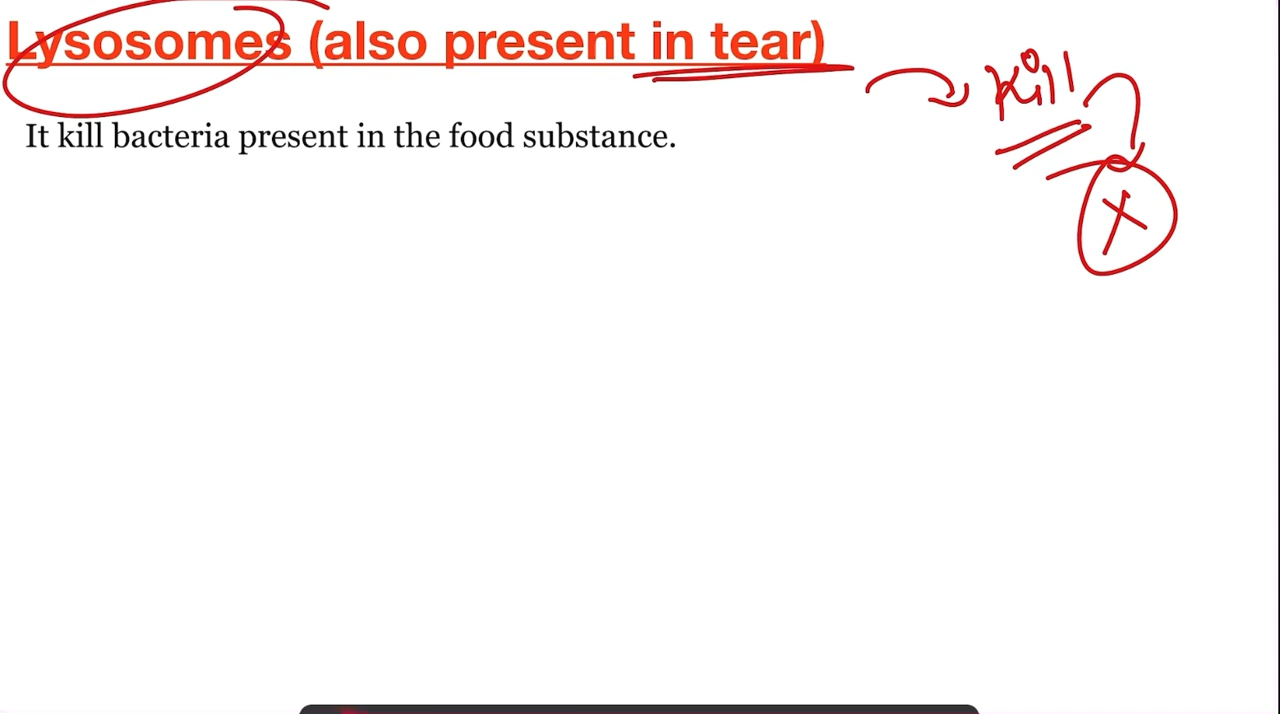 Lysosomes (also present in tear)
Kill
It kill bacteria present in the food substance.